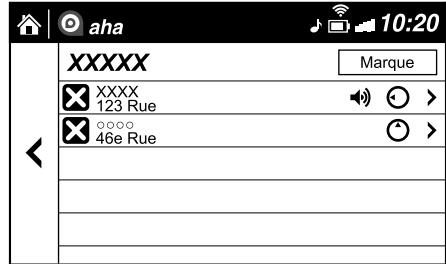 aha 10:20
XXXXX Marque
XXXX
123 Rue
○○○○
46e Rue